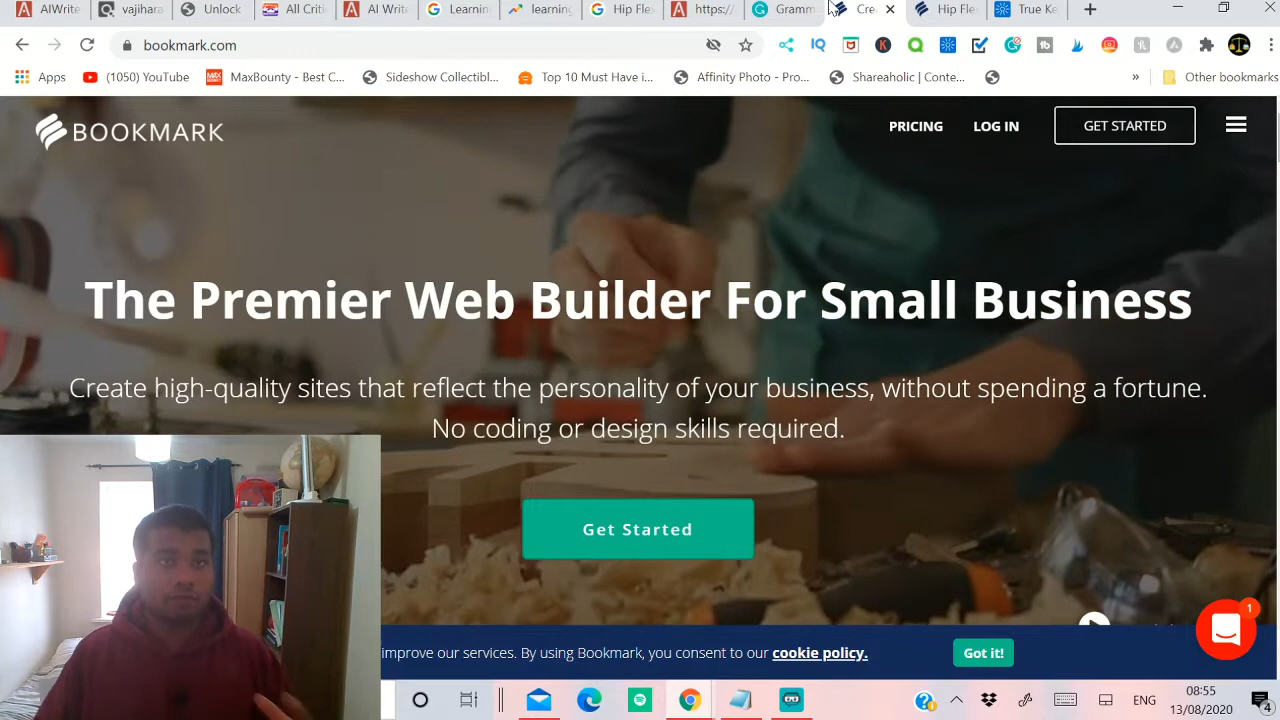 AIWrite
vajihara
Unlock
All Criti
AI Write
Learning
learning
Hip Flex
https://
Gramm
Cre
Hip Fle
True Ke
bookmark.com
Apps
(1050) YouTube
MaxBounty - Best C...
Sideshow Collectibl...
Top 10 Must Have i...
Affinity Photo - Pro...
Shareaholic | Conte...
»
Other bookmarks
BOOKMARK
PRICING
LOG IN
GET STARTED
The Premier Web Builder For Small Business
Create high-quality sites that reflect the personality of your business, without spending a fortune.
No coding or design skills required.
Get Started
1
improve our services. By using Bookmark, you consent to our cookie policy.
Got it!
ENG
08:55
13/08/2020
4